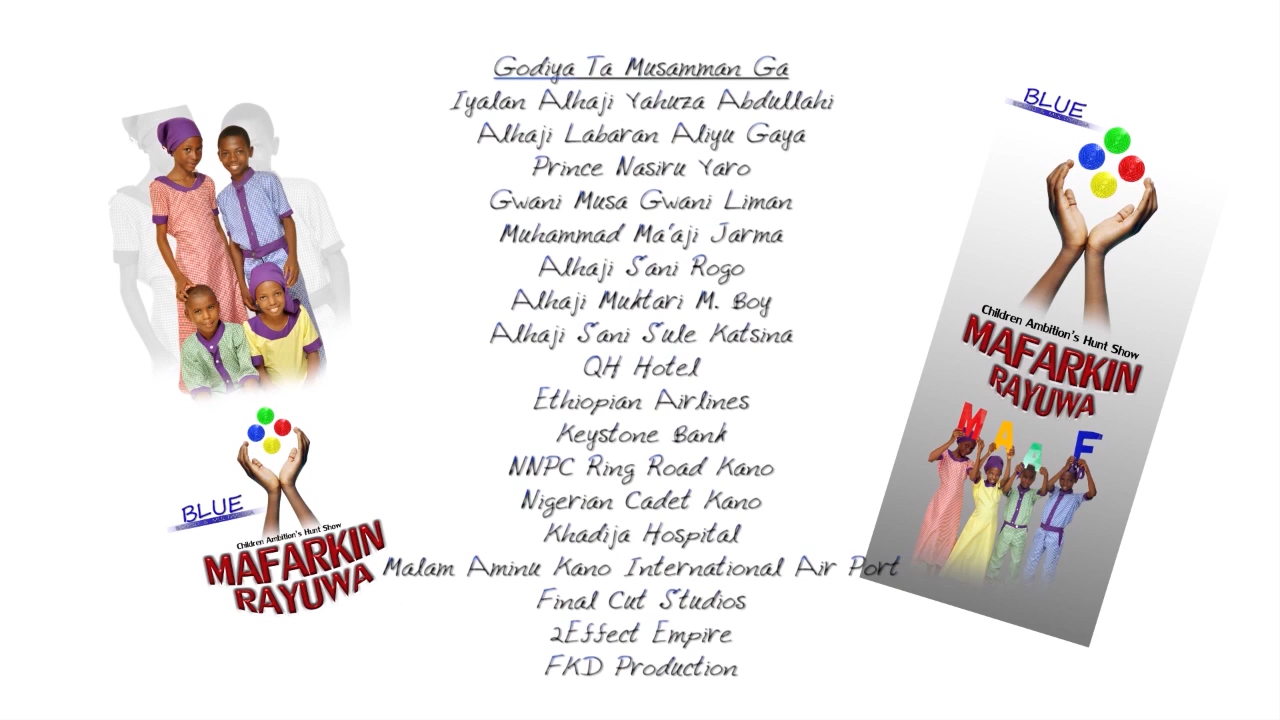 Godiya Ta Musamman Ga
Iyalan Alhaji Yahuza Abdullahi
Alhaji Labaran Aliyu Gaya
Prince Nasiru Yaro
Gwani Musa Gwani Liman
Muhammad Ma'aji Jarma
Alhaji Sani Rogo
Alhaji Muktari M. Boy
Alhaji Sani Sule Katsina
QH Hotel
Ethiopian Airlines
Keystone Bank
NNPC Ring Road Kano
Nigerian Cadet Kano
Khadija Hospital
Malam Aminu Kano International Air Port
Final Cut Studios
2Effect Empire
FKD Production
BLUE
Children Ambition's Hunt Show
MAFARKIN
RAYUWA
BLUE
Children Ambition's Hunt Show
MAFARKIN
RAYUWA
M A F